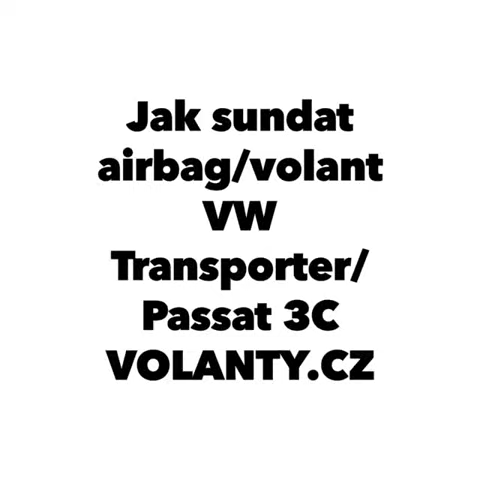 Jak sundat
airbag/volant
VW
Transporter/
Passat 3C
VOLANTY.CZ